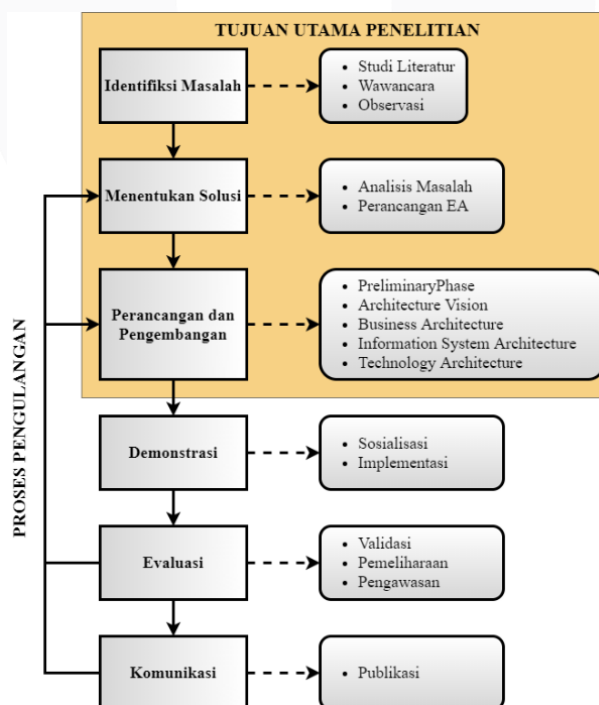 TUJUAN UTAMA PENELITIAN
Identifiksi Masalah
• Studi Literatur
• Wawancara
• Observasi
Menentukan Solusi
• Analisis Masalah
• Perancangan EA
Perancangan dan
Pengembangan
• PreliminaryPhase
• Architecture Vision
• Business Architecture
• Information System Architecture
• Technology Architecture
PROSES PENGULANGAN
Demonstrasi
• Sosialisasi
• Implementasi
Evaluasi
• Validasi
• Pemeliharaan
• Pengawasan
Komunikasi
• Publikasi